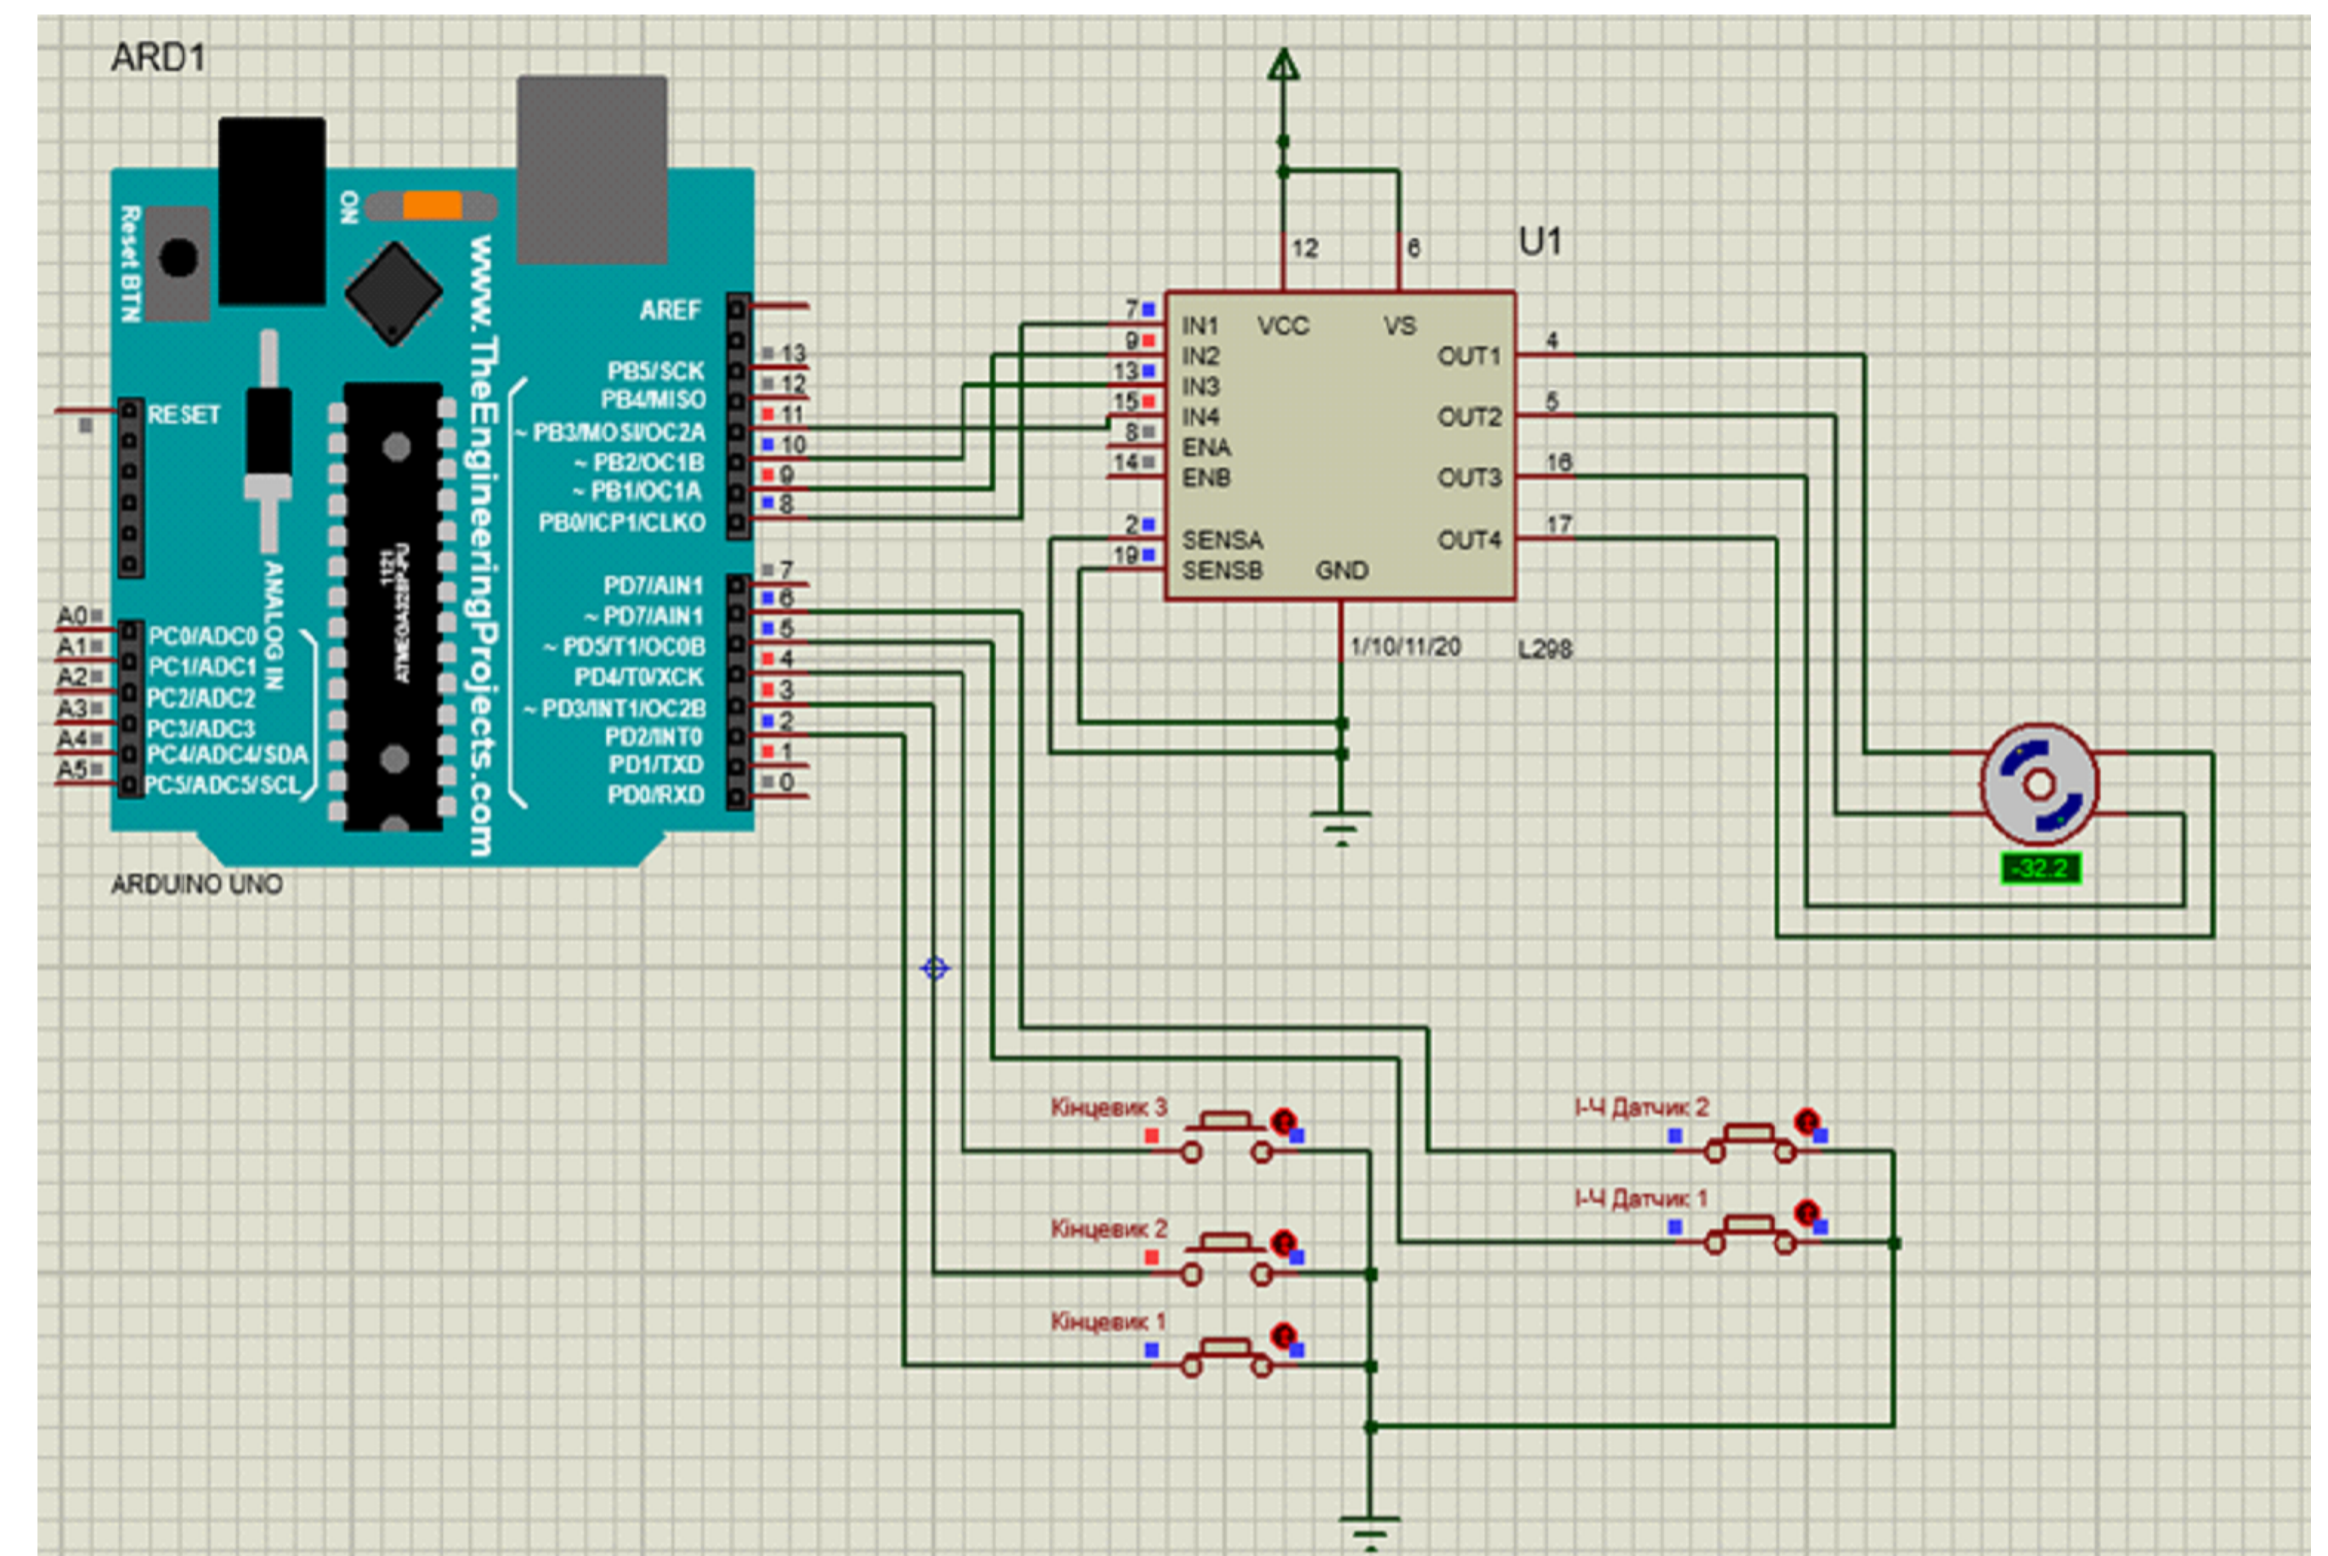 ARD1
Reset BTN
ON
www.TheEngineeringProjects.com
RESET
ANALOG IN
1121
ATMEGA328P-PU
A0
PC0/ADC0
A1
PC1/ADC1
A2
PC2/ADC2
A3
PC3/ADC3
A4
PC4/ADC4/SDA
A5
PC5/ADC5/SCL
AREF
PB5/SCK 13
PB4/MISO 12
~ PB3/MOSI/OC2A 11
~ PB2/OC1B 10
~ PB1/OC1A 9
PB0/ICP1/CLKO 8
PD7/AIN1 7
~ PD7/AIN1 6
~ PD5/T1/OC0B 5
PD4/T0/XCK 4
~ PD3/INT1/OC2B 3
PD2/INT0 2
PD1/TXD 1
PD0/RXD 0
ARDUINO UNO
12 6
U1
VCC VS
7 IN1
9 IN2
13 IN3
15 IN4
8 ENA
14 ENB
2 SENSA
19 SENSB
GND
OUT1 4
OUT2 5
OUT3 16
OUT4 17
1/10/11/20
L298
-32.2
Кінцевик 3
Кінцевик 2
Кінцевик 1
І-Ч Датчик 2
І-Ч Датчик 1